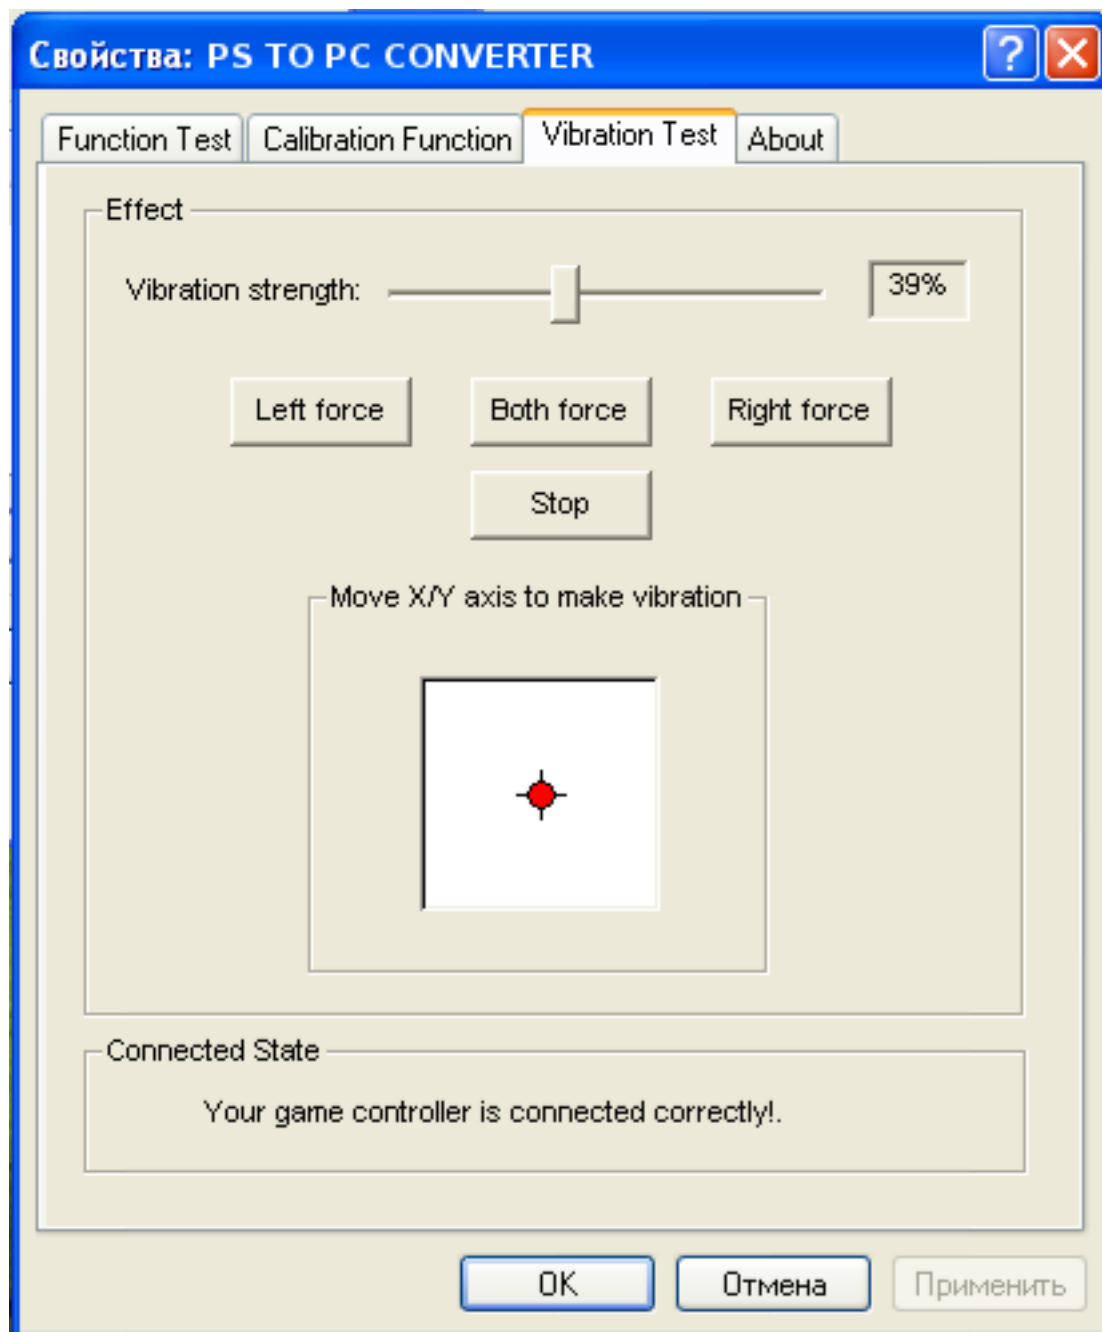 Свойства: PS TO PC CONVERTER
Function Test Calibration Function Vibration Test About
Effect
Vibration strength: 39%
Left force Both force Right force
Stop
Move X/Y axis to make vibration
Connected State
Your game controller is connected correctly!.
OK Отмена Применить